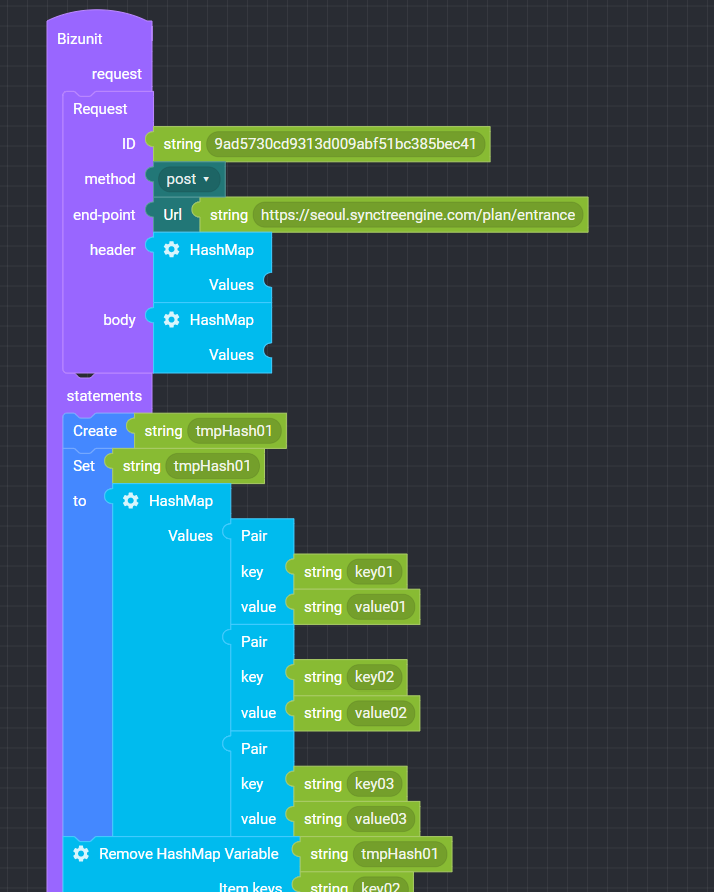 Bizunit
request
Request
ID string 9ad5730cd9313d009abf51bc385bec41
method post
end-point Url string https://seoul.synctreengine.com/plan/entrance
header HashMap
Values
body HashMap
Values
statements
Create string tmpHash01
Set string tmpHash01
to HashMap
Values Pair
key string key01
value string value01
Pair
key string key02
value string value02
Pair
key string key03
value string value03
Remove HashMap Variable string tmpHash01
Item keys string key02